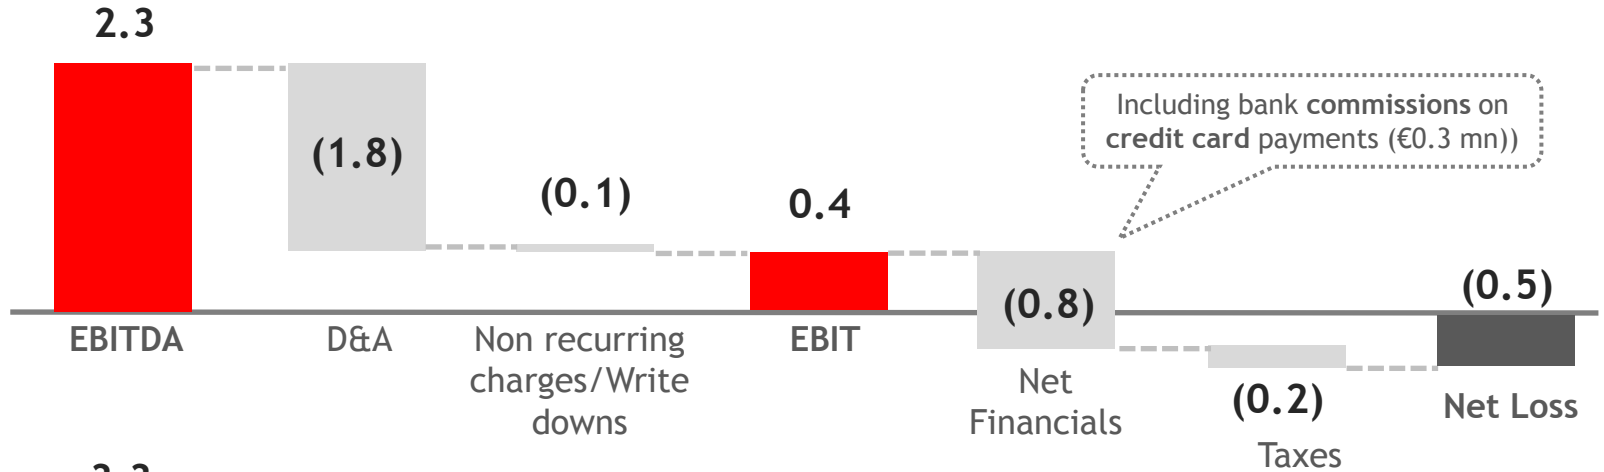 2.3
Including bank commissions on
credit card payments (€0.3 mn))
(1.8)
(0.1)
0.4
(0.8)
(0.5)
EBITDA
D&A
Non recurring
charges/Write
downs
EBIT
Net
Financials
(0.2)
Taxes
Net Loss